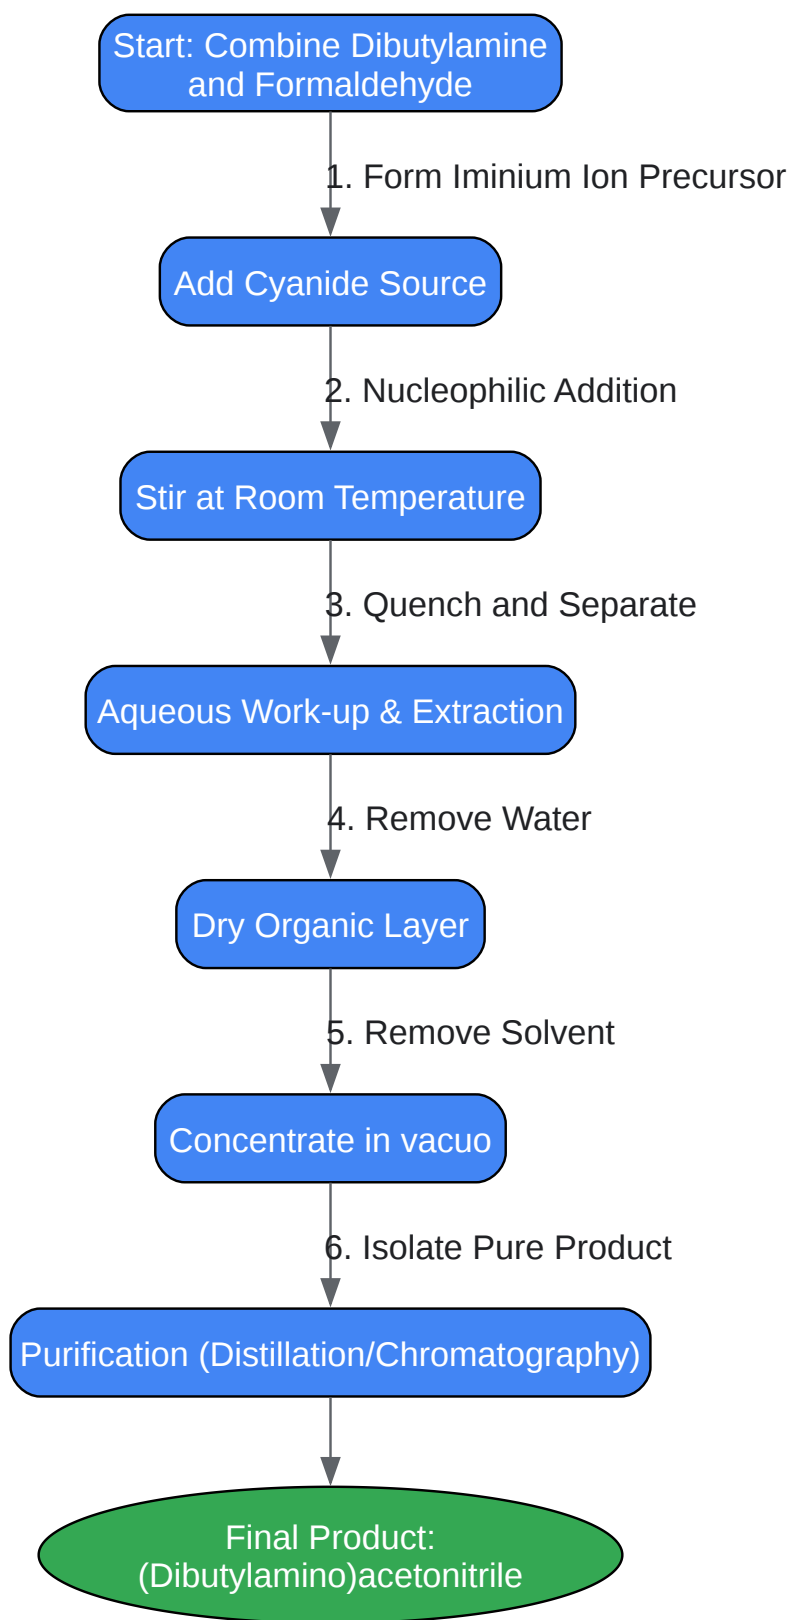 Start: Combine Dibutylamine
and Formaldehyde
1. Form Iminium Ion Precursor
Add Cyanide Source
2. Nucleophilic Addition
Stir at Room Temperature
3. Quench and Separate
Aqueous Work-up & Extraction
4. Remove Water
Dry Organic Layer
5. Remove Solvent
Concentrate in vacuo
6. Isolate Pure Product
Purification (Distillation/Chromatography)
Final Product:
(Dibutylamino)acetonitrile